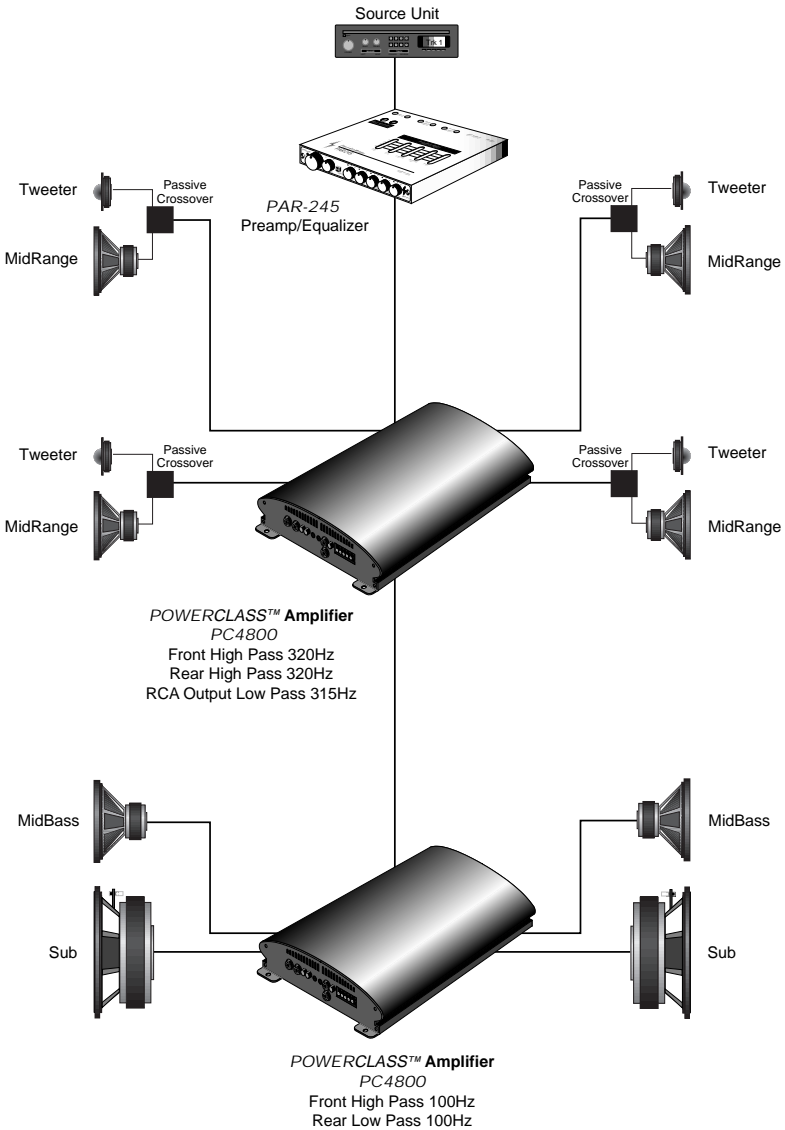 Source Unit
Trk 1
PAR-245
Preamp/Equalizer
Tweeter
Passive
Crossover
MidRange
Passive
Crossover
Tweeter
MidRange
Tweeter
Passive
Crossover
MidRange
Passive
Crossover
Tweeter
MidRange
POWERCLASS™ Amplifier
PC4800
Front High Pass 320Hz
Rear High Pass 320Hz
RCA Output Low Pass 315Hz
MidBass
MidBass
Sub
Sub
POWERCLASS™ Amplifier
PC4800
Front High Pass 100Hz
Rear Low Pass 100Hz